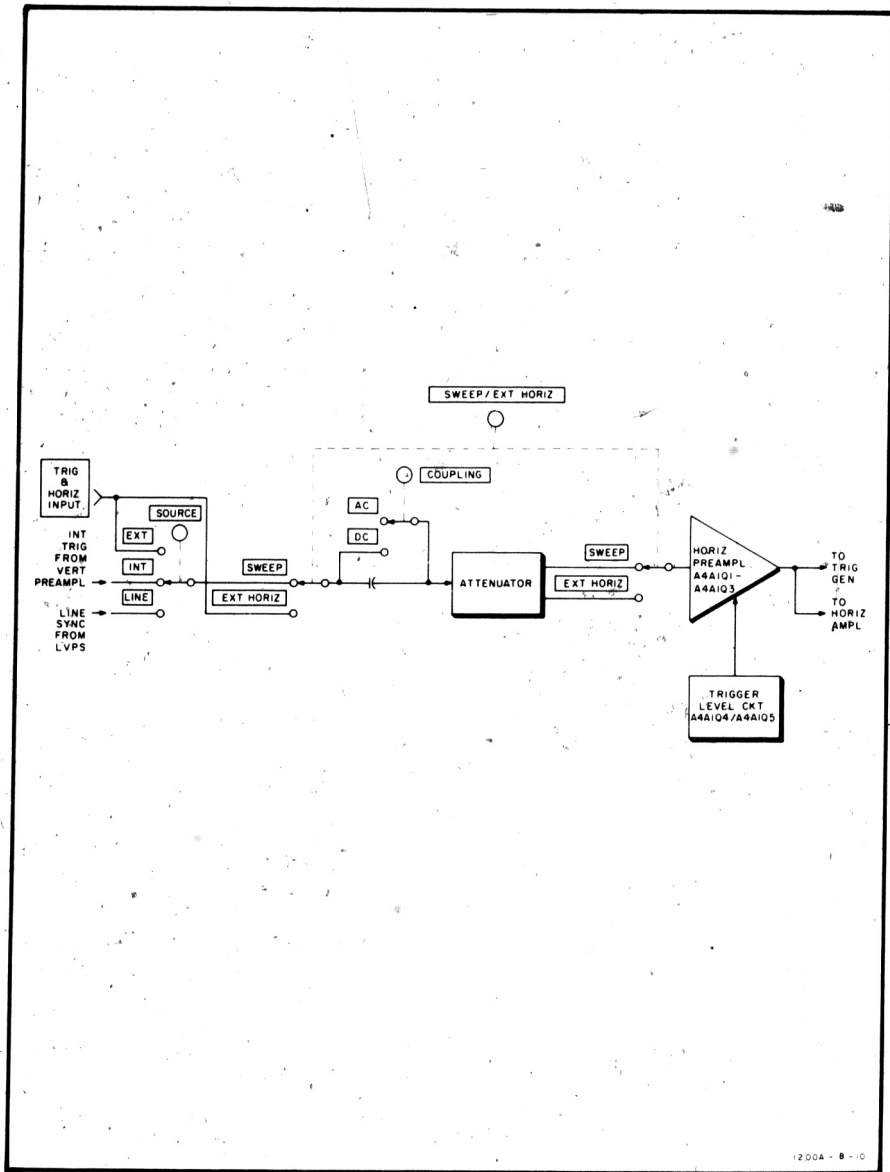 SWEEP/EXT HORIZ
TRIG
&
HORIZ
INPUT
COUPLING
SOURCE
AC
EXT
DC
INT
TRIG
FROM
VERT
PREAMPL
INT
LINE
LINE
SYNC
FROM
LVPS
SWEEP
EXT HORIZ
ATTENUATOR
SWEEP
EXT HORIZ
HORIZ
PREAMPL
A4A1Q1-
A4A1Q3
TO
TRIG
GEN
TO
HORIZ
AMPL
TRIGGER
LEVEL CKT
A4A1Q4/A4A1Q5
1200A - B - 10